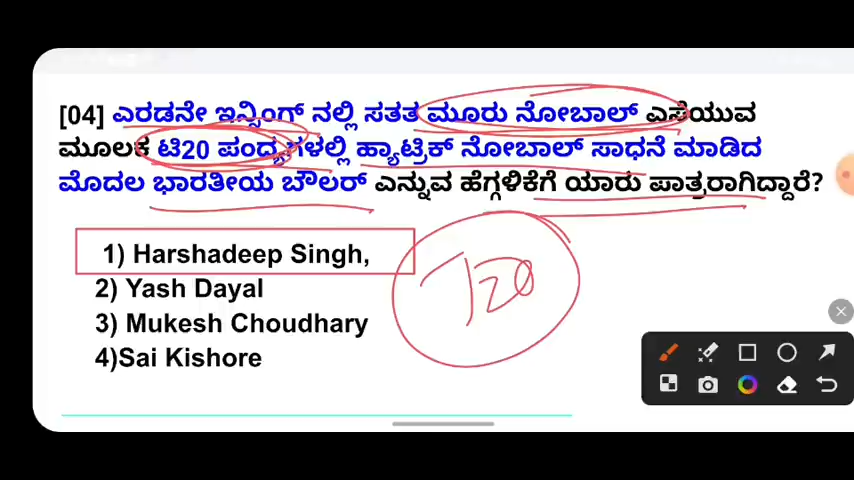 [04] ಎರಡನೇ ಇನ್ನಿಂಗ್ ನಲ್ಲಿ ಸತತ ಮೂರು ನೋಬಾಲ್ ಎಸೆಯುವ
ಮೂಲಕ ಟಿ20 ಪಂದ್ಯಗಳಲ್ಲಿ ಹ್ಯಾಟ್ರಿಕ್ ನೋಬಾಲ್ ಸಾಧನೆ ಮಾಡಿದ
ಮೊದಲ ಭಾರತೀಯ ಬೌಲರ್ ಎನ್ನುವ ಹೆಗ್ಗಳಿಕೆಗೆ ಯಾರು ಪಾತ್ರರಾಗಿದ್ದಾರೆ?
1) Harshadeep Singh,
2) Yash Dayal
3) Mukesh Choudhary
4)Sai Kishore
T20